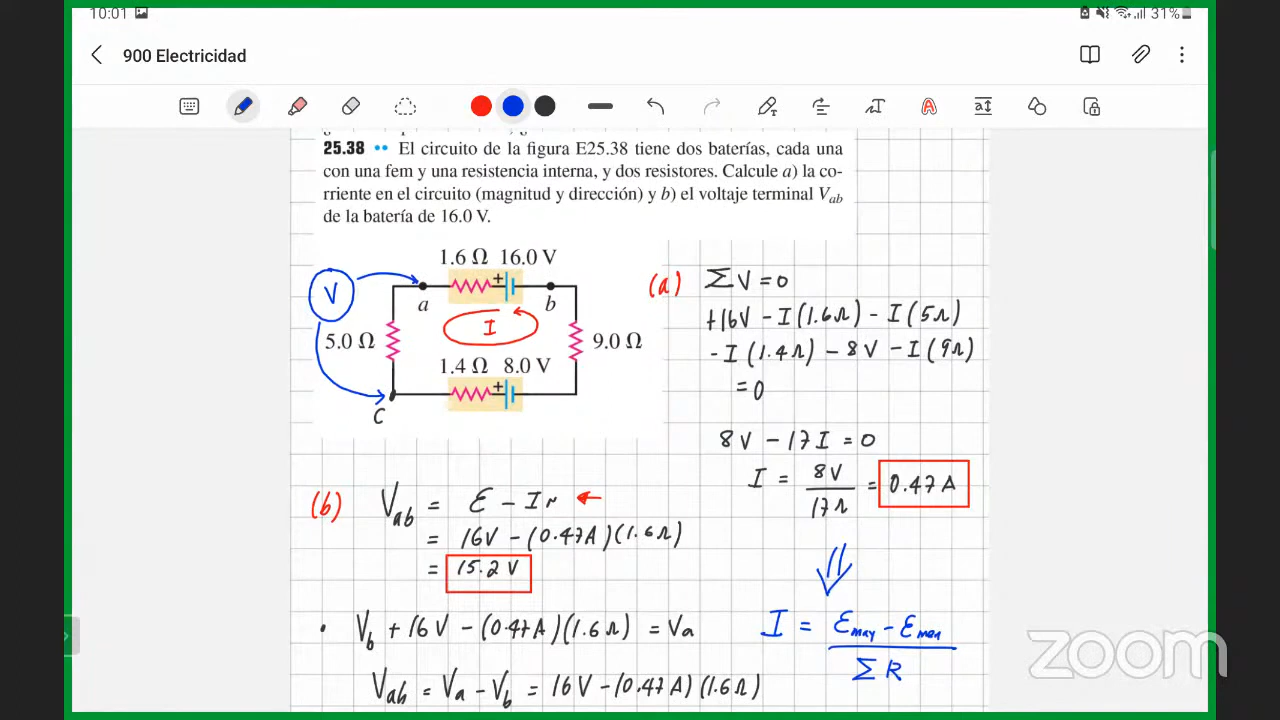 10:01
31%
900 Electricidad
25.38 •• El circuito de la figura E25.38 tiene dos baterías, cada una
con una fem y una resistencia interna, y dos resistores. Calcule a) la co-
rriente en el circuito (magnitud y dirección) y b) el voltaje terminal Vab
de la batería de 16.0 V.
1.6 Ω 16.0 V
+
V
a
b
I
5.0 Ω
9.0 Ω
1.4 Ω 8.0 V
+
C
(a) ΣV = 0
+16V - I(1.6Ω) - I(5Ω)
- I(1.4Ω) - 8V - I(9Ω)
= 0
8V - 17I = 0
I = 8V / 17Ω = 0.47A
(b) Vab = ε - Ir ←
= 16V - (0.47A)(1.6Ω)
= 15.2V
• Vb + 16V - (0.47A)(1.6Ω) = Va
Vab = Va - Vb = 16V - (0.47A)(1.6Ω)
I = εmay - εmen / ΣR
zoom